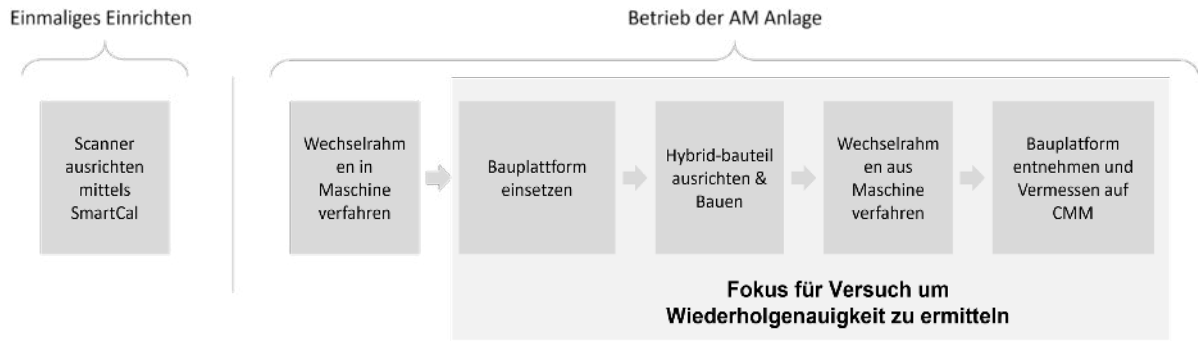 Einmaliges Einrichten
Betrieb der AM Anlage
Scanner
ausrichten
mittels
SmartCal
Wechselrahm
en in
Maschine
verfahren
Bauplattform
einsetzen
Hybrid-bauteil
ausrichten &
Bauen
Wechselrahm
en aus
Maschine
verfahren
Bauplatform
entnehmen und
Vermessen auf
CMM
Fokus für Versuch um
Wiederholgenauigkeit zu ermitteln